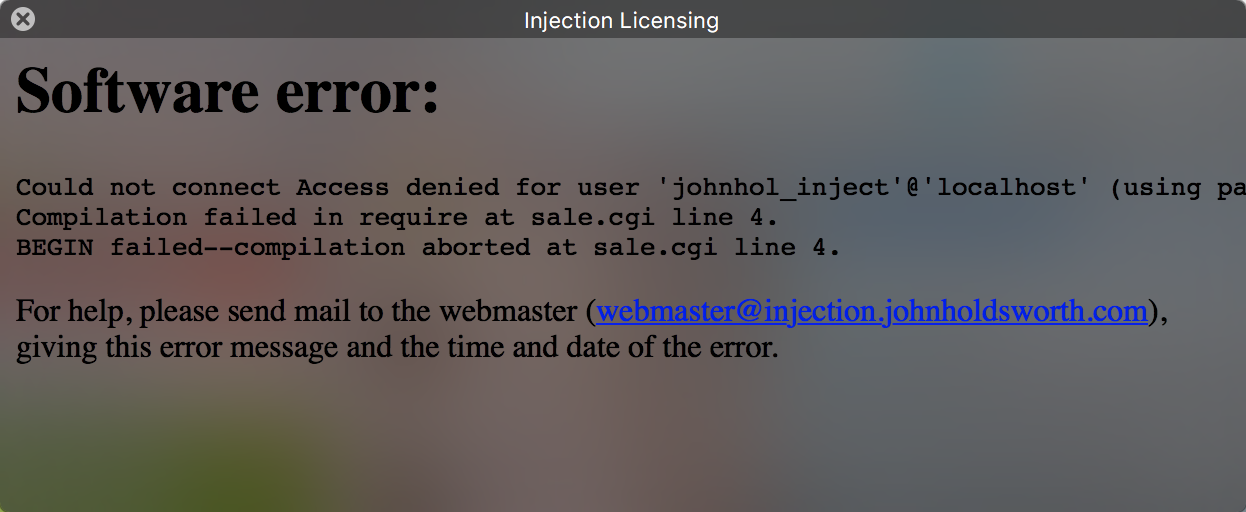 Injection Licensing
Software error:
Could not connect Access denied for user 'johnhol_inject'@'localhost' (using pa
Compilation failed in require at sale.cgi line 4.
BEGIN failed--compilation aborted at sale.cgi line 4.
For help, please send mail to the webmaster (webmaster@injection.johnholdsworth.com),
giving this error message and the time and date of the error.